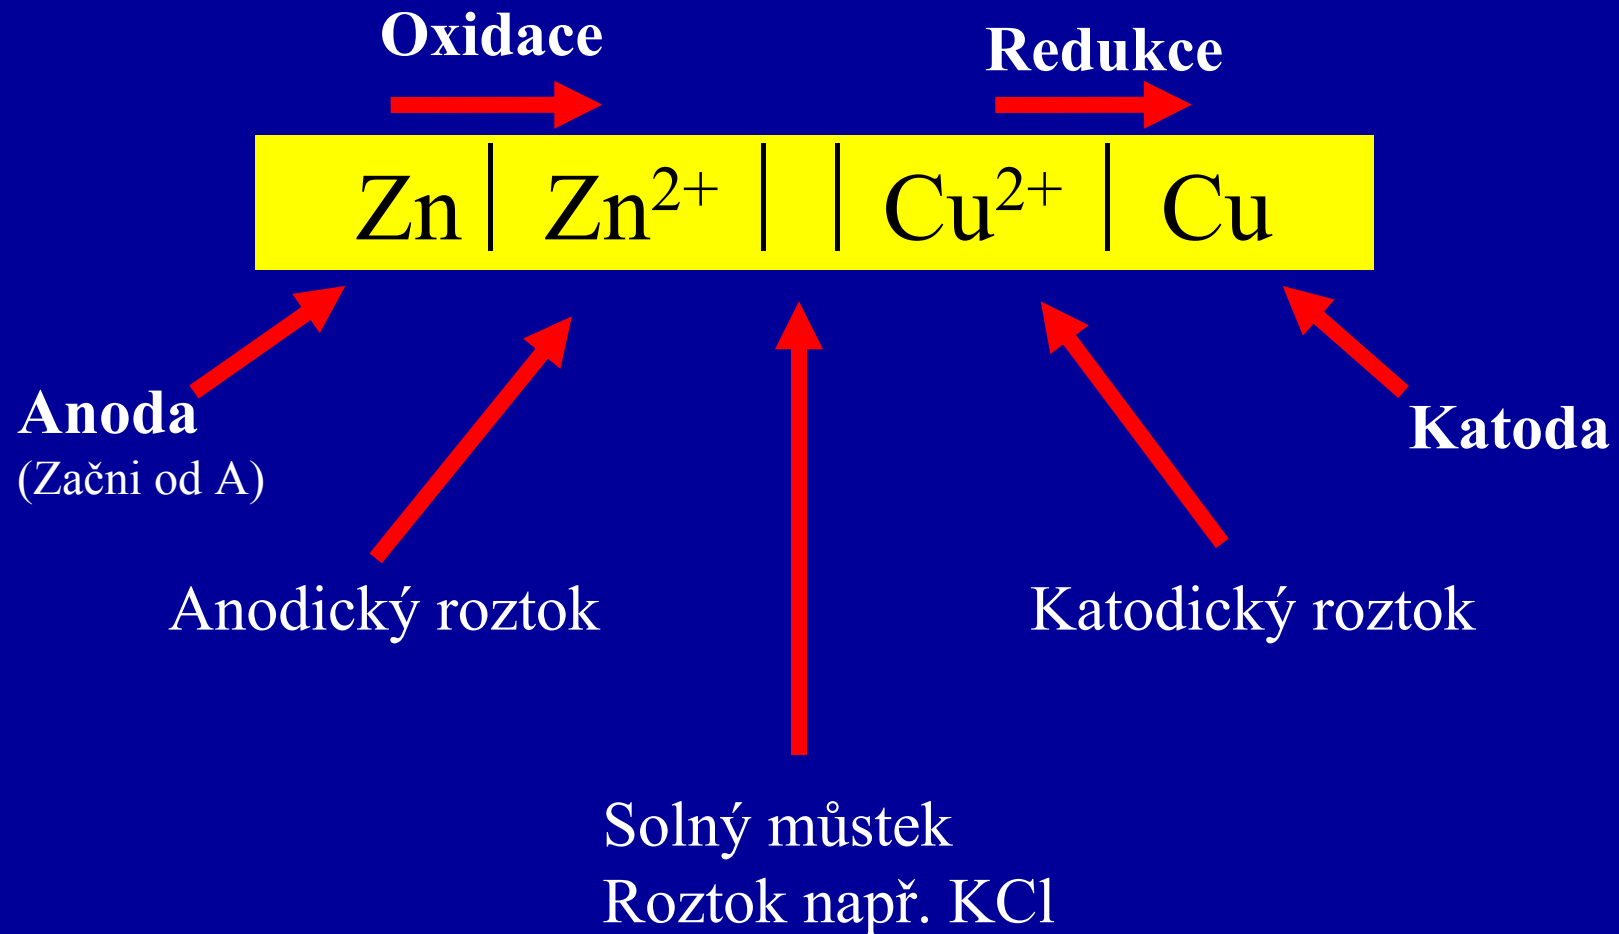 Oxidace
Redukce
Zn | Zn²⁺ | | Cu²⁺ | Cu
Anoda
(Začni od A)
Katoda
Anodický roztok
Katodický roztok
Solný můstek
Roztok např. KCl